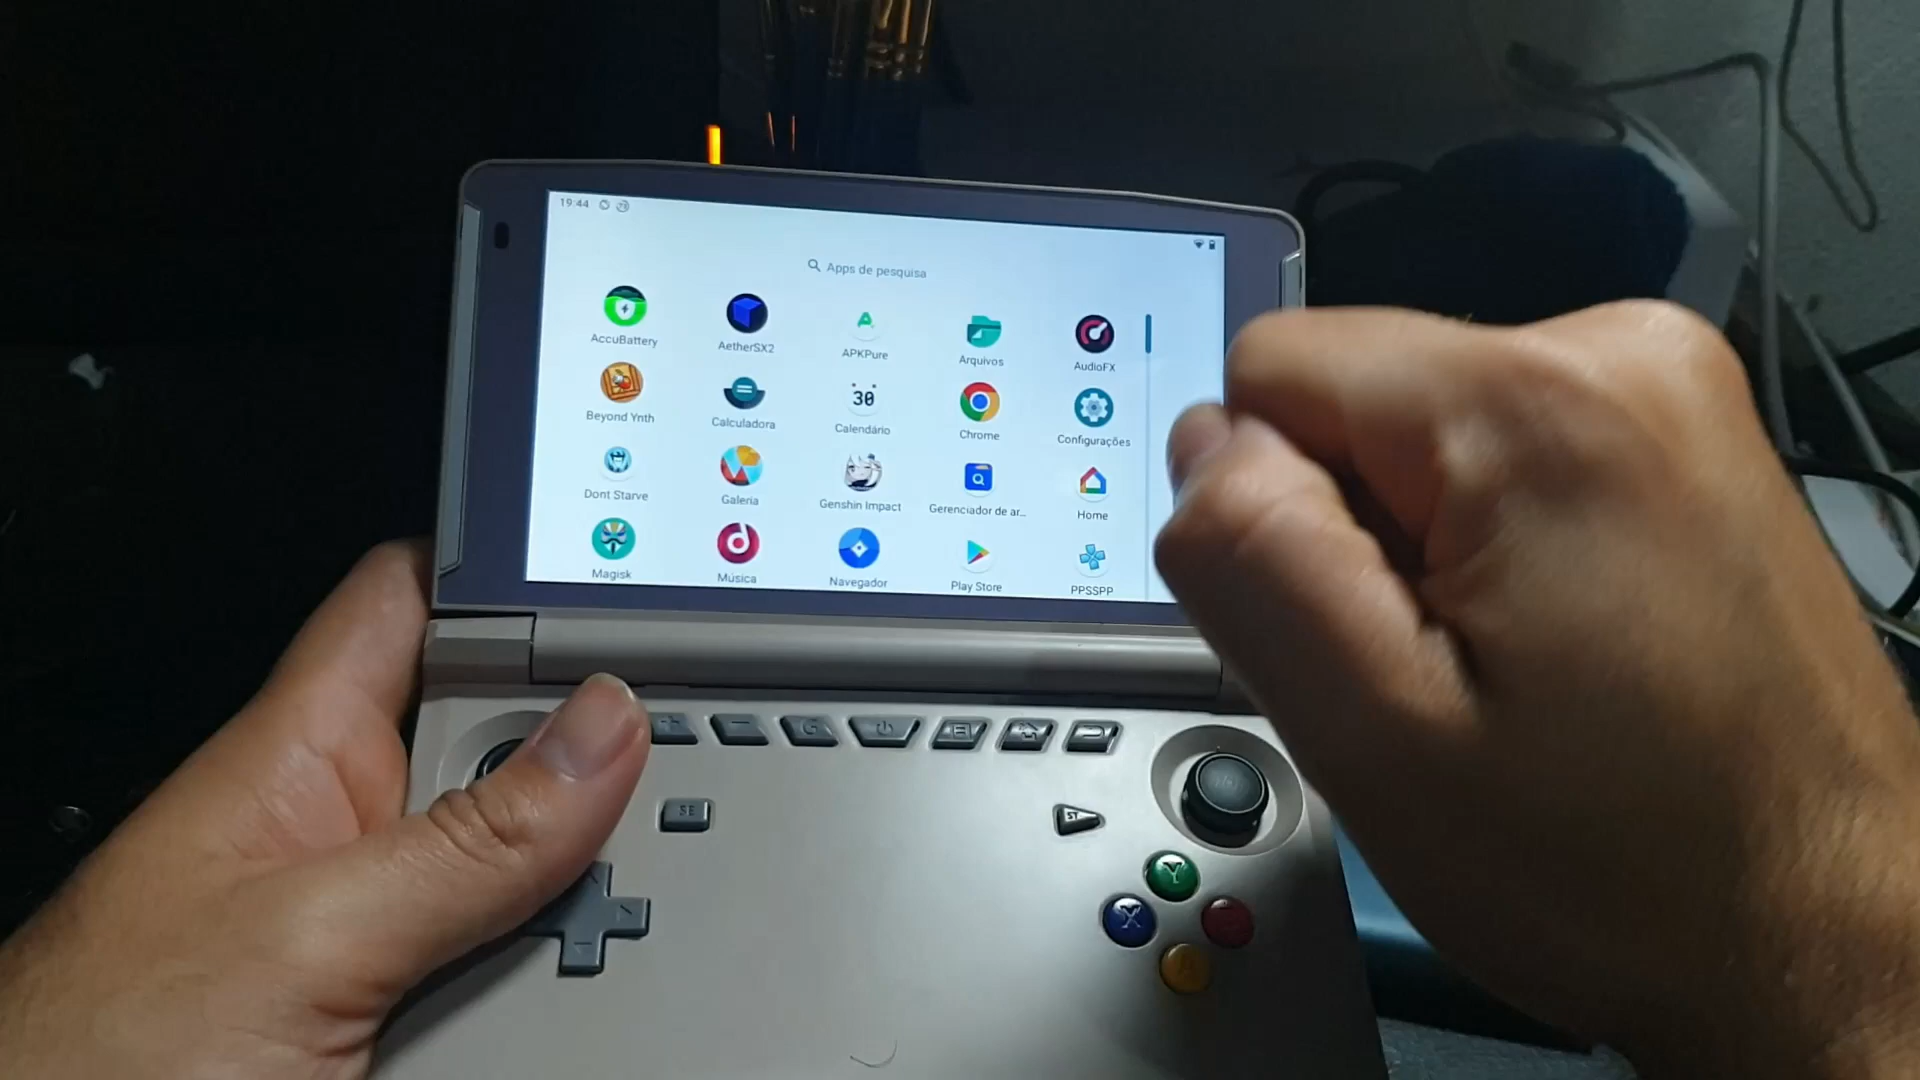 19:44
Apps de pesquisa
AccuBattery
AetherSX2
APKPure
Arquivos
AudioFX
Beyond Ynth
Calculadora
30
Calendário
Chrome
Configurações
Dont Starve
Galeria
Genshin Impact
Gerenciador de ar...
Home
Magisk
Música
Navegador
Play Store
PPSSPP
SE
ST
Y
X